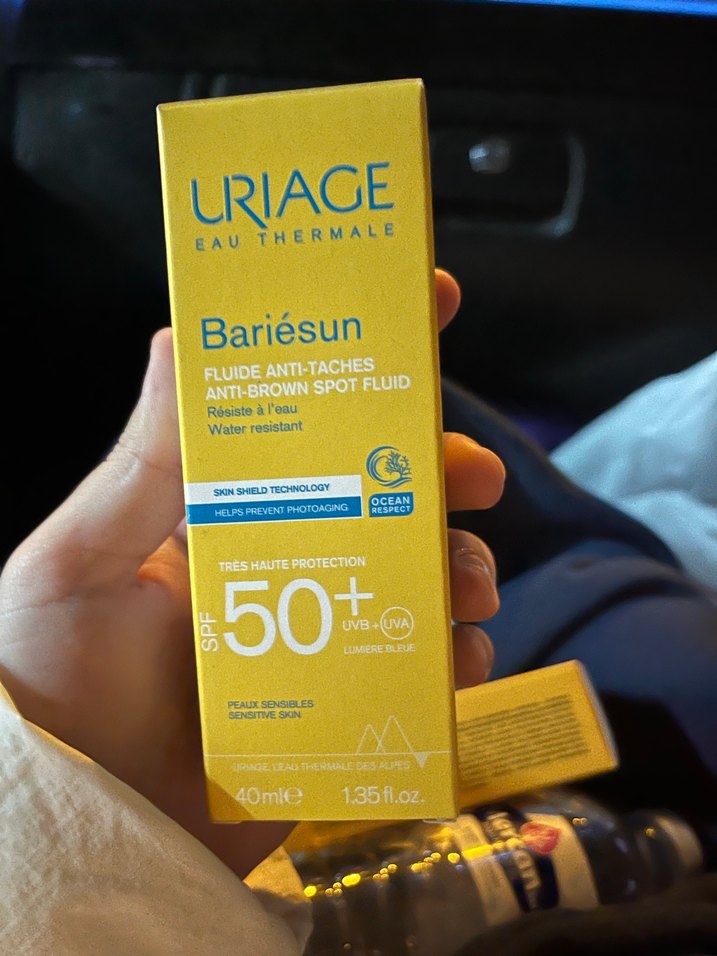 URIAGE
EAU THERMALE
Bariésun
FLUIDE ANTI-TACHES
ANTI-BROWN SPOT FLUID
Résiste à l'eau
Water resistant
SKIN SHIELD TECHNOLOGY
HELPS PREVENT PHOTOAGING
OCEAN
RESPECT
TRÈS HAUTE PROTECTION
SPF 50+
UVB + UVA
LUMIÈRE BLEUE
PEAUX SENSIBLES
SENSITIVE SKIN
URIAGE, L'EAU THERMALE DES ALPES
40 ml℮ 1.35 fl.oz.